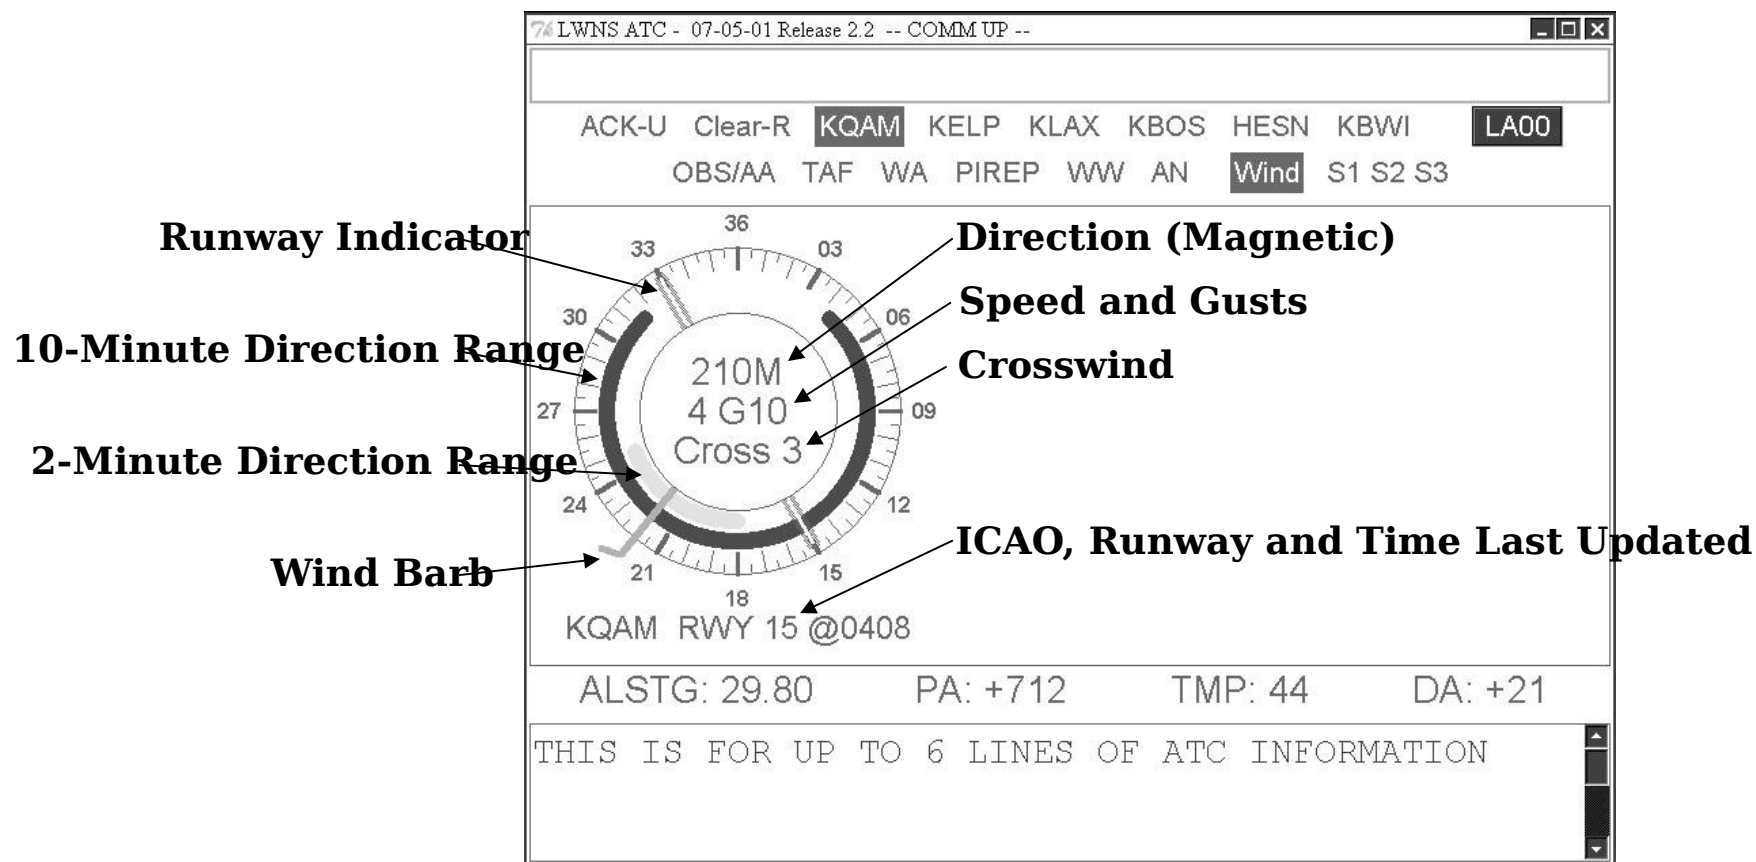 LWNS ATC - 07-05-01 Release 2.2 -- COMM UP --
ACK-U Clear-R KQAM KELP KLAX KBOS HESN KBWI LA00
OBS/AA TAF WA PIREP WW AN Wind S1 S2 S3
Runway Indicator
10-Minute Direction Range
2-Minute Direction Range
Wind Barb
36
33 03
30 06
27 09
24 12
21 15
18
210M
4 G10
Cross 3
Direction (Magnetic)
Speed and Gusts
Crosswind
ICAO, Runway and Time Last Updated
KQAM RWY 15 @0408
ALSTG: 29.80 PA: +712 TMP: 44 DA: +21
THIS IS FOR UP TO 6 LINES OF ATC INFORMATION